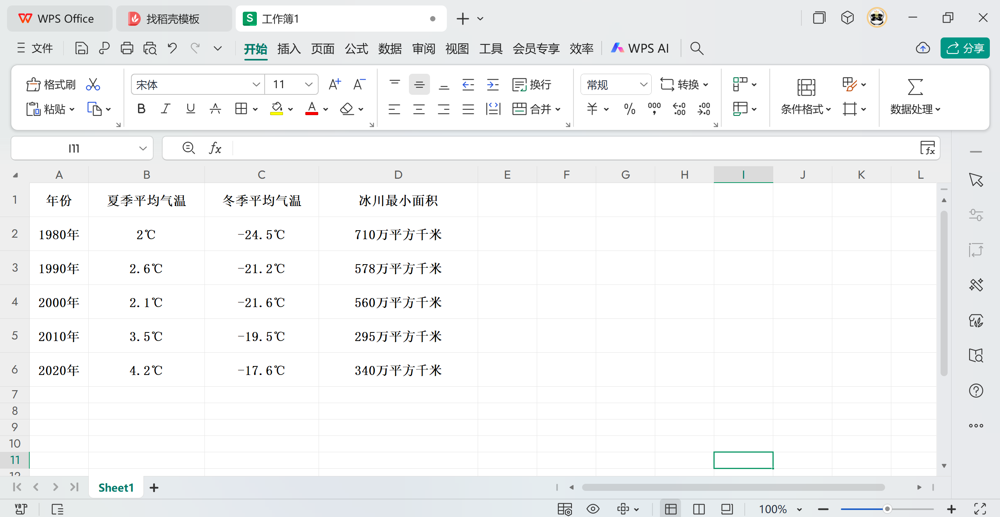 WPS Office 找稻壳模板 S 工作簿1
文件 开始 插入 页面 公式 数据 审阅 视图 工具 会员专享 效率 WPS AI 分享
格式刷 宋体 11 A+ A− 换行 常规 转换
粘贴 B I U A A 合并 % 000 .00 .0 条件格式 数据处理
I11 fx
A B C D E F G H I J K L
1 年份 夏季平均气温 冬季平均气温 冰川最小面积
2 1980年 2℃ -24.5℃ 710万平方千米
3 1990年 2.6℃ -21.2℃ 578万平方千米
4 2000年 2.1℃ -21.6℃ 560万平方千米
5 2010年 3.5℃ -19.5℃ 295万平方千米
6 2020年 4.2℃ -17.6℃ 340万平方千米
7
8
9
10
11
12
Sheet1
100%